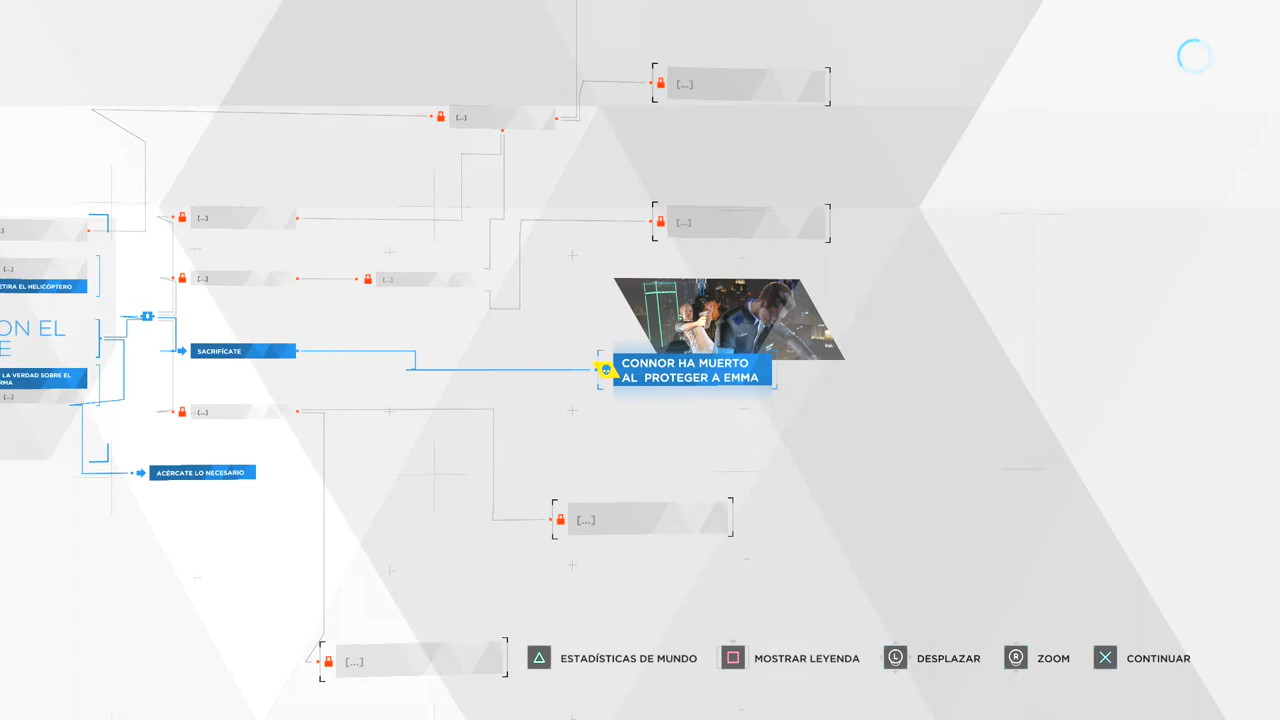 [...]
[...]
[...]
[...]
[...]
[...]
[...]
[...]
ETIRA EL HELICÓPTERO
ON EL
E
SACRIFÍCATE
CONNOR HA MUERTO
AL PROTEGER A EMMA
LA VERDAD SOBRE EL
RMA
[...]
[...]
ACÉRCATE LO NECESARIO
[...]
[...]
ESTADÍSTICAS DE MUNDO
MOSTRAR LEYENDA
L
DESPLAZAR
R
ZOOM
CONTINUAR